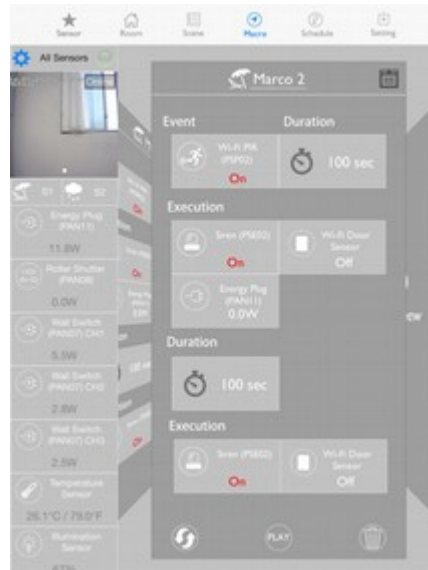 Sensor
Room
Scene
Macro
Schedule
Setting
All Sensors
S1
S2
Energy Plug
(PAN11)
11.8W
Roller Shutter
(PAN08)
0.0W
Wall Switch
(PAN07) CH1
5.5W
Wall Switch
(PAN07) CH2
2.8W
Wall Switch
(PAN07) CH3
2.5W
Temperature
Sensor
26.1°C / 79.0°F
Illumination
Sensor
Marco 2
Event
Duration
Wi-Fi PIR
(PSP02)
On
100 sec
Execution
Siren (PSE02)
On
Wi-Fi Door
Sensor
Off
Energy Plug
(PAN11)
0.0W
Duration
100 sec
Execution
Siren (PSE02)
On
Wi-Fi Door
Sensor
Off
PLAY